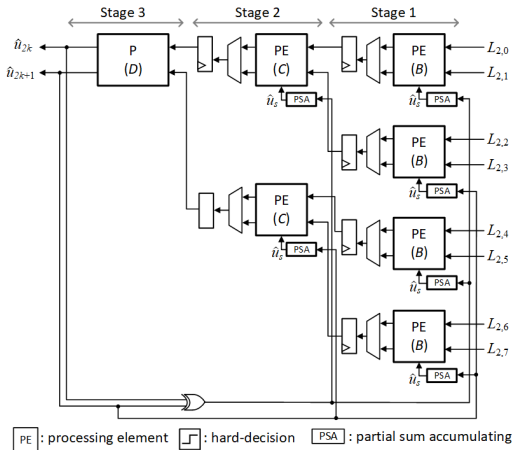 Stage 3 Stage 2 Stage 1
û2k P (D) PE (C) PE (B) L2,0
û2k+1 L2,1
ûs PSA ûs PSA
PE (B) L2,2
L2,3
ûs PSA
PE (C) PE (B) L2,4
L2,5
ûs PSA ûs PSA
PE (B) L2,6
L2,7
ûs PSA
PE : processing element : hard-decision PSA : partial sum accumulating